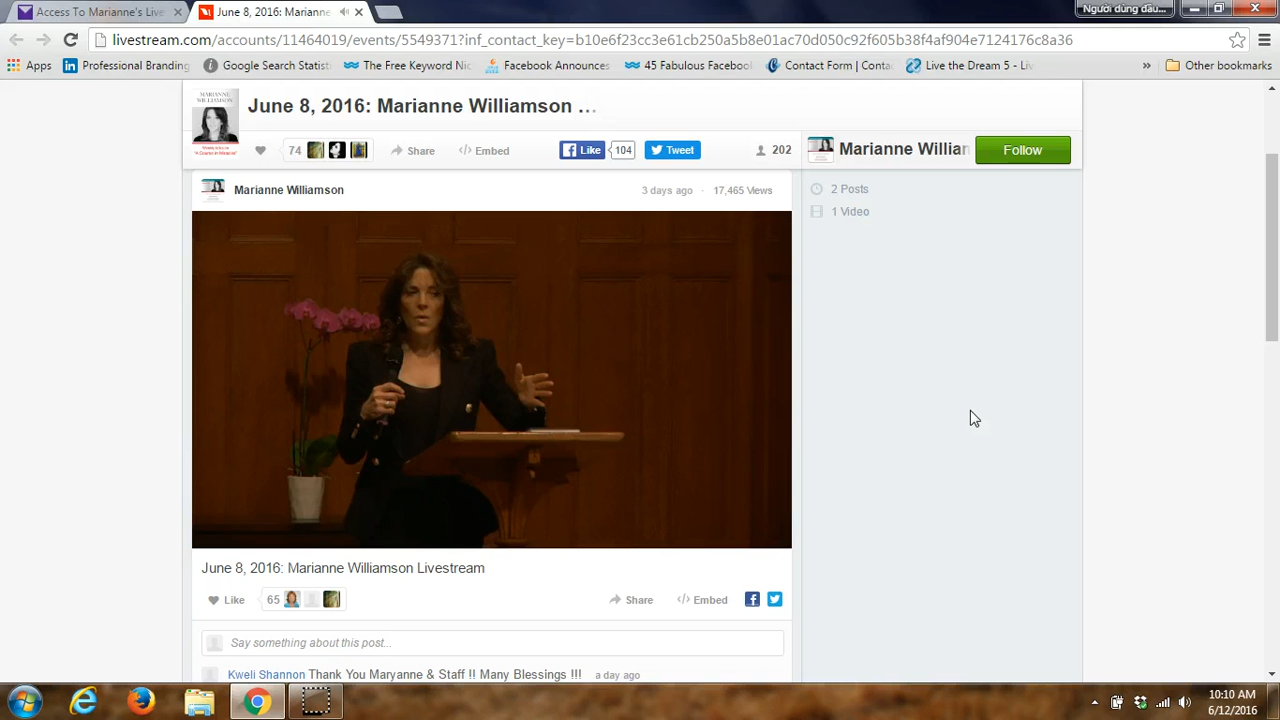 Access To Marianne's Live
June 8, 2016: Marianne
Người dùng đầu...
livestream.com/accounts/11464019/events/5549371?inf_contact_key=b10e6f23cc3e61cb250a5b8e01ac70d050c92f605b38f4af904e7124176c8a36
Apps Professional Branding Google Search Statisti The Free Keyword Nic Facebook Announces 45 Fabulous Facebook Contact Form | Conta Live the Dream 5 - Liv » Other bookmarks
MARIANNE
WILLIAMSON
June 8, 2016: Marianne Williamson ...
74 Share </> Embed Like 104 Tweet 202
Marianne Willian Follow
Marianne Williamson 3 days ago · 17,465 Views
2 Posts
1 Video
June 8, 2016: Marianne Williamson Livestream
Like 65 Share </> Embed
Say something about this post...
Kweli Shannon Thank You Maryanne & Staff !! Many Blessings !!! a day ago
10:10 AM
6/12/2016